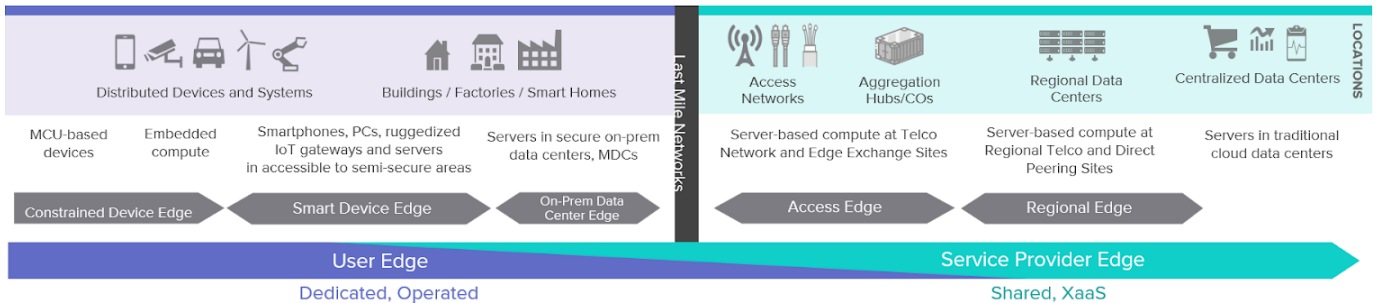 Distributed Devices and Systems
Buildings / Factories / Smart Homes
MCU-based
devices
Embedded
compute
Smartphones, PCs, ruggedized
IoT gateways and servers
in accessible to semi-secure areas
Servers in secure on-prem
data centers, MDCs
Constrained Device Edge
Smart Device Edge
On-Prem Data
Center Edge
Last Mile Networks
Access
Networks
Aggregation
Hubs/COs
Regional Data
Centers
Centralized Data Centers
LOCATIONS
Server-based compute at Telco
Network and Edge Exchange Sites
Server-based compute at
Regional Telco and Direct
Peering Sites
Servers in traditional
cloud data centers
Access Edge
Regional Edge
User Edge
Service Provider Edge
Dedicated, Operated
Shared, XaaS